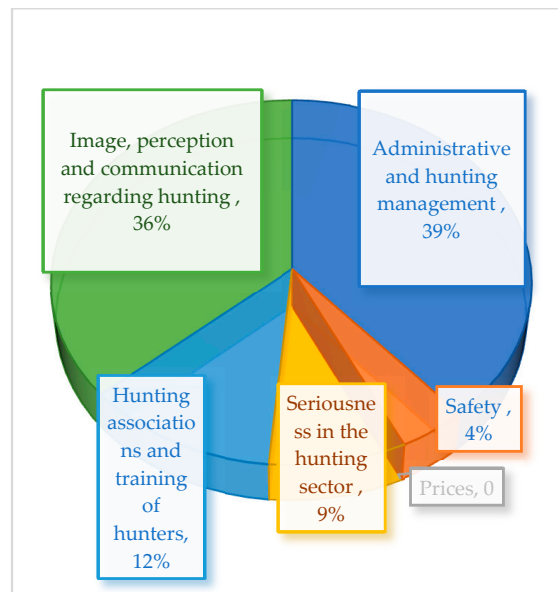 Image, perception
and communication
regarding hunting ,
36%
Administrative
and hunting
management ,
39%
Hunting
associatio
ns and
training
of
hunters,
12%
Seriousne
ss in the
hunting
sector ,
9%
Safety ,
4%
Prices, 0